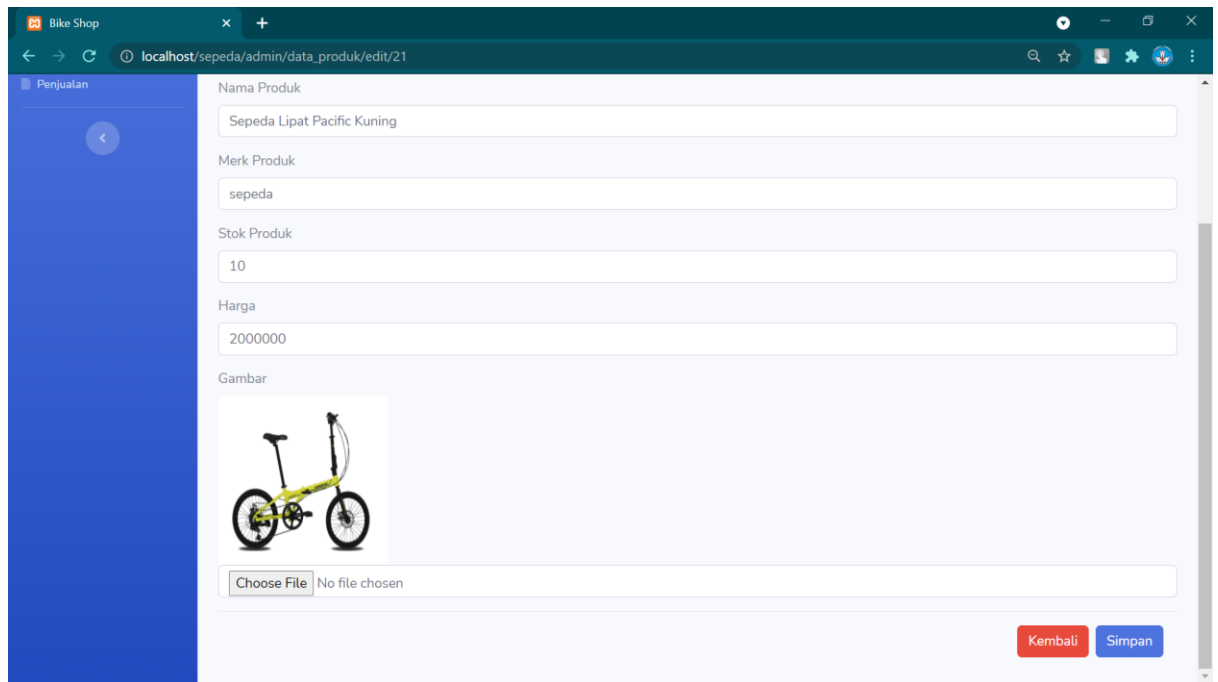 Bike Shop
localhost/sepeda/admin/data_produk/edit/21
Penjualan
Nama Produk
Sepeda Lipat Pacific Kuning
Merk Produk
sepeda
Stok Produk
10
Harga
2000000
Gambar
Choose File No file chosen
Kembali Simpan